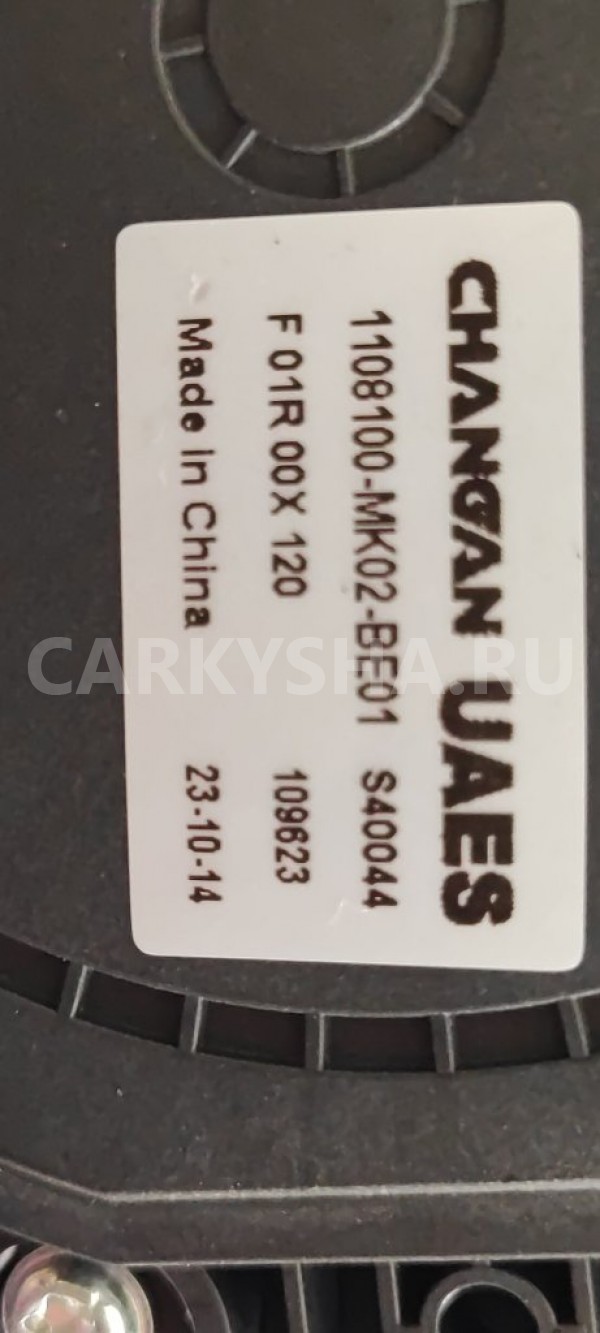 CHANGAN UAES
1108100-MK02-BE01 S40044
F 01R 00X 120 109623
Made In China 23-10-14
CARKYSHA.RU